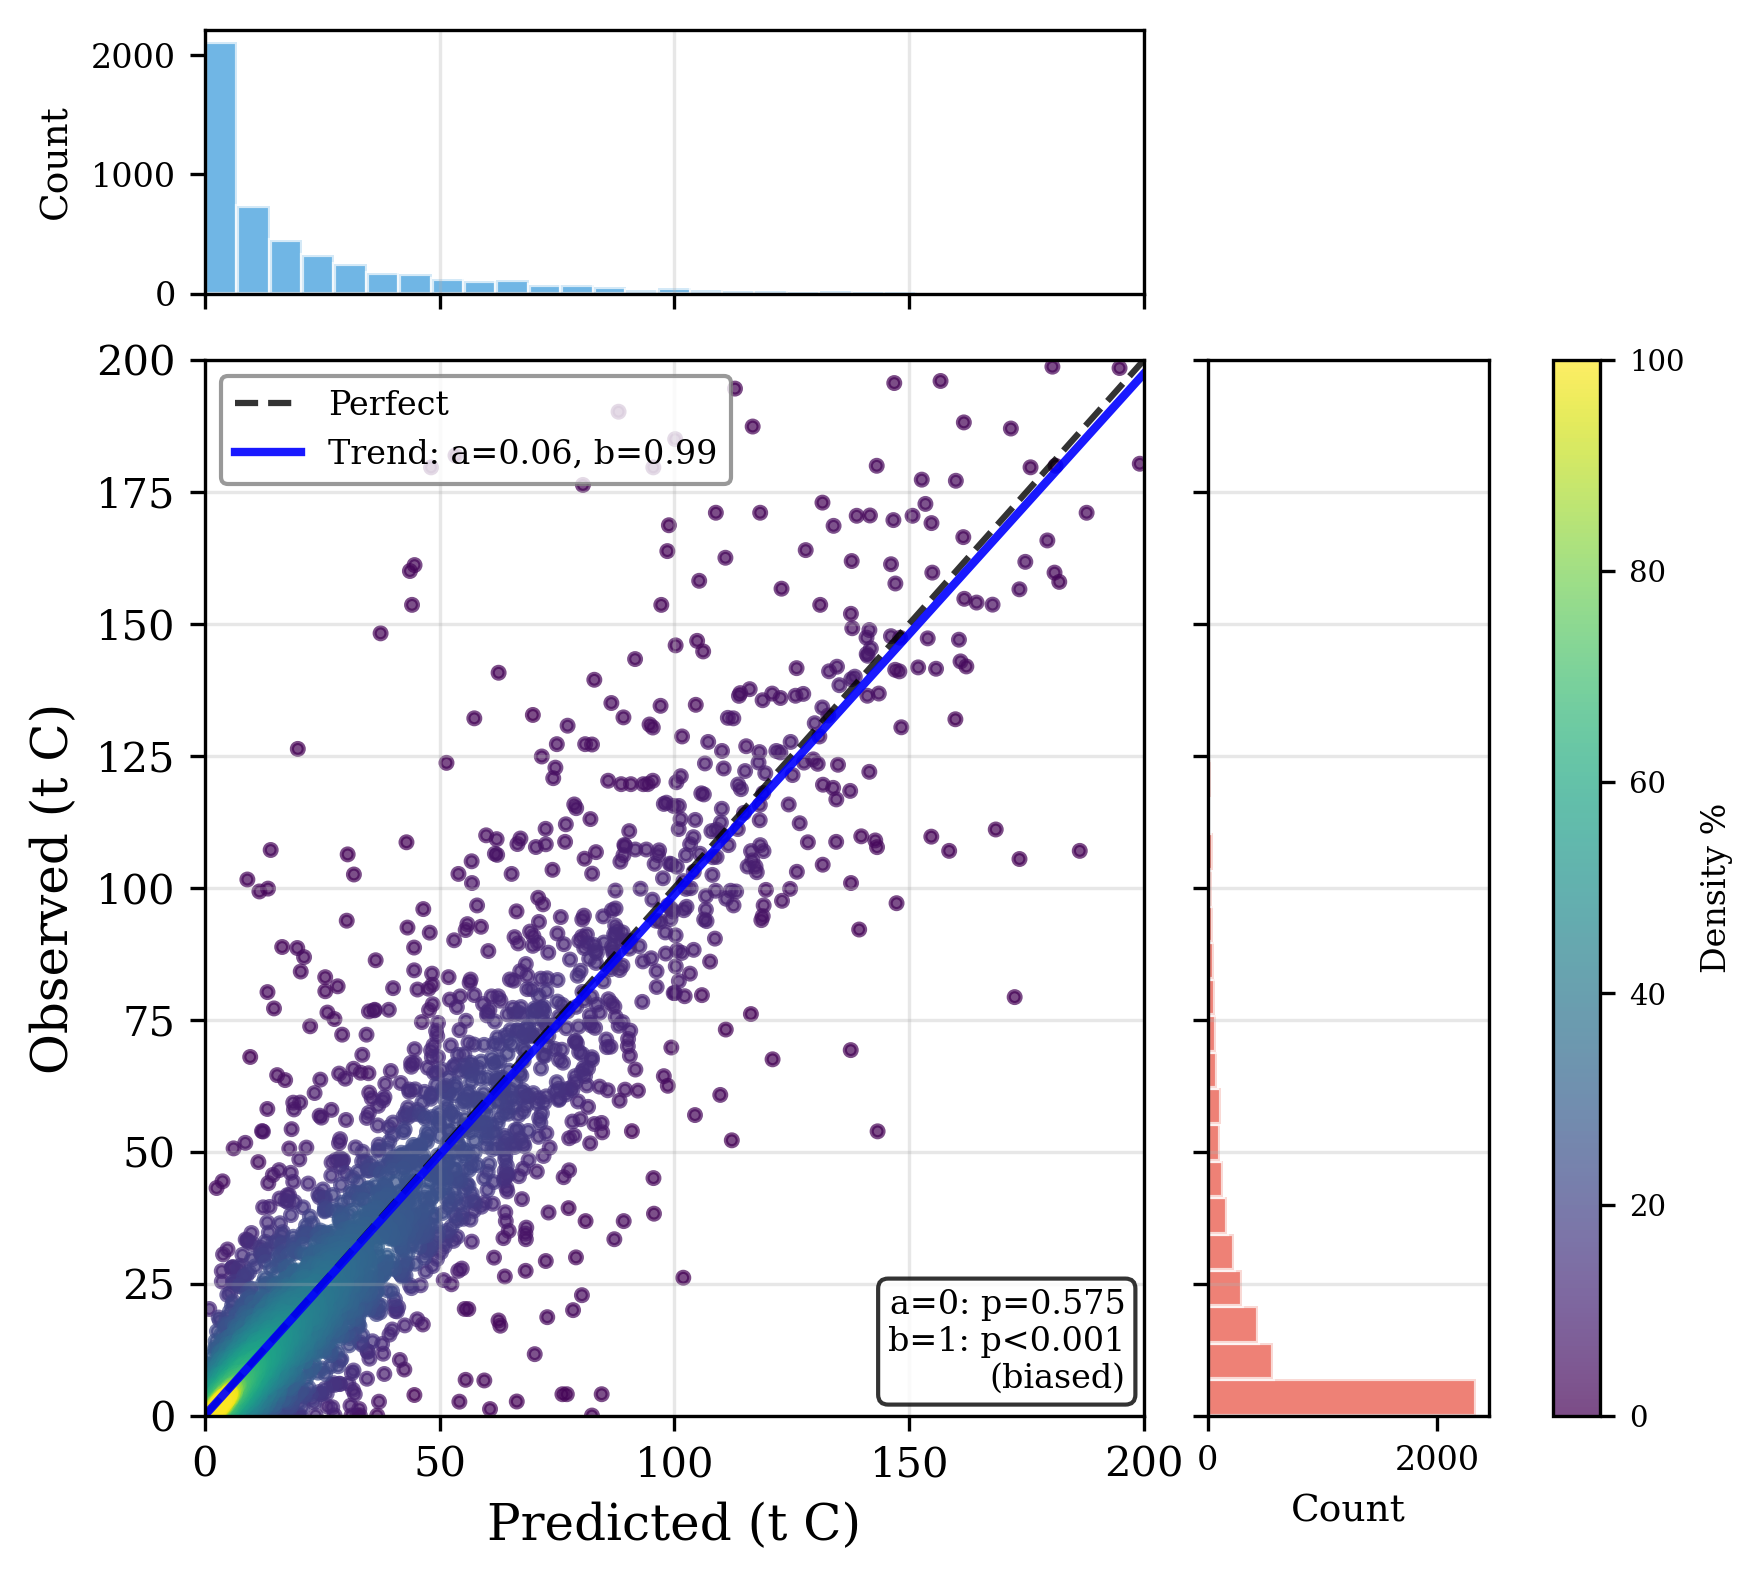 2000
1000
0
Count
200
175
150
125
100
75
50
25
0
Observed (t C)
Perfect
Trend: a=0.06, b=0.99
a=0: p=0.575
b=1: p<0.001
(biased)
0 50 100 150 200
Predicted (t C)
0 2000
Count
100
80
60
40
20
0
Density %